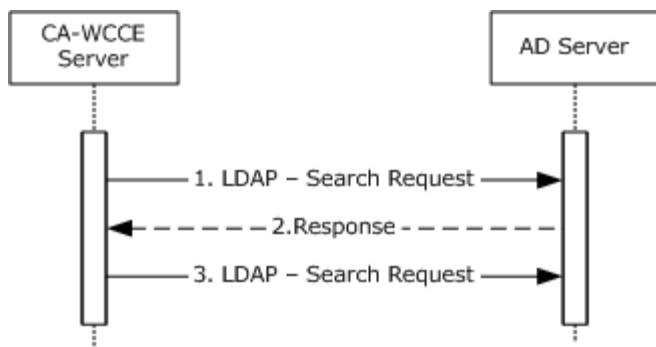 CA-WCCE
Server
AD Server
1. LDAP – Search Request
2.Response
3. LDAP – Search Request